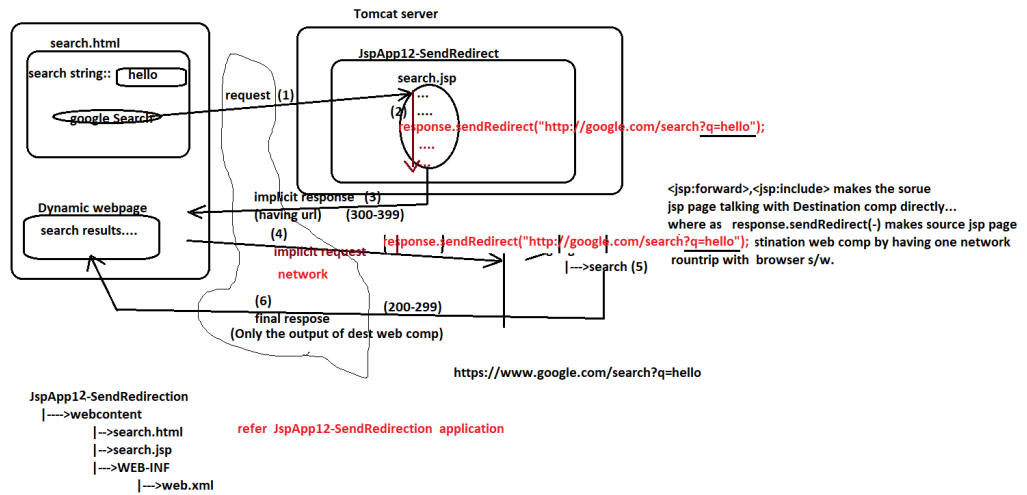 Tomcat server
search.html
JspApp12-SendRedirect
search string:: hello
search.jsp
...
request (1)
(2) ....
google Search
response.sendRedirect("http://google.com/search?q=hello");
....
...
implicit response (3)
(having url) (300-399)
Dynamic webpage
search results....
(4)
implicit request
network
<jsp:forward>,<jsp:include> makes the sorue
jsp page talking with Destination comp directly...
where as response.sendRedirect(-) makes source jsp page
response.sendRedirect("http://google.com/search?q=hello"); stination web comp by having one network
rountrip with browser s/w.
|--->search (5)
(6) (200-299)
final respose
(Only the output of dest web comp)
https://www.google.com/search?q=hello
JspApp12-SendRedirection
|---->webcontent
|-->search.html
|-->search.jsp
|--->WEB-INF
|-->web.xml
refer JspApp12-SendRedirection application